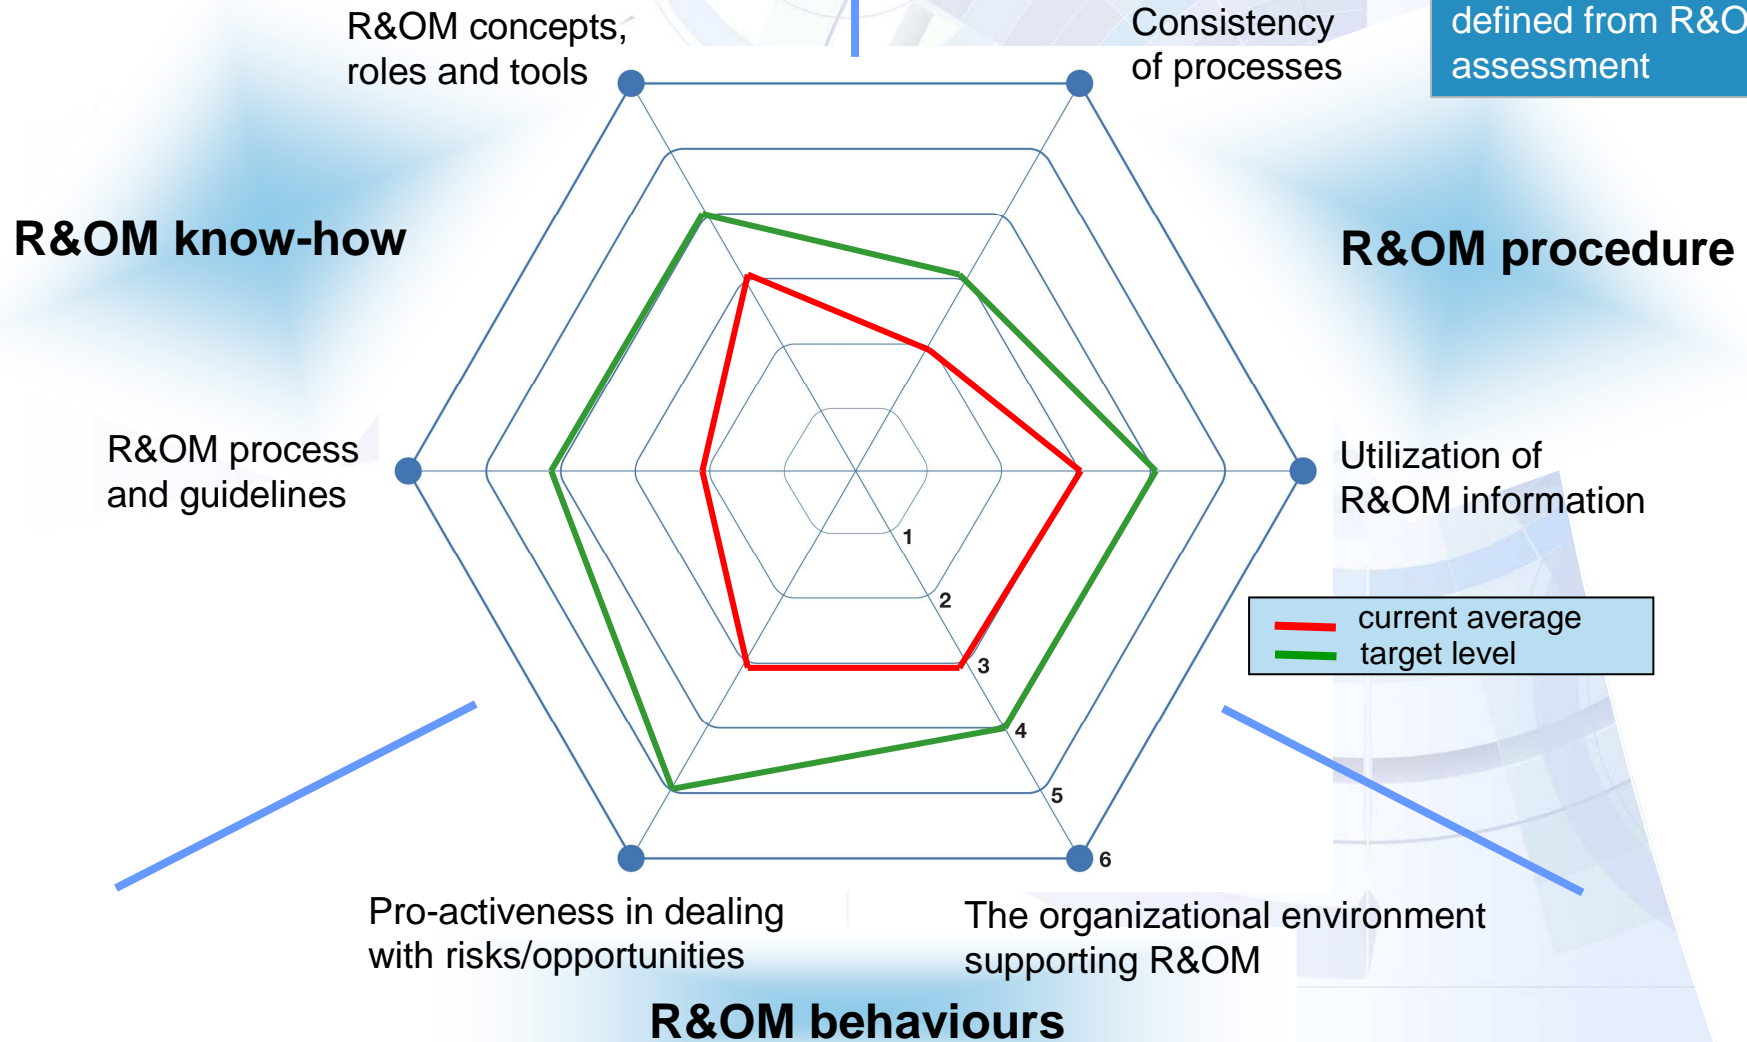 R&OM concepts,
roles and tools
Consistency
of processes
defined from
assessment
R&OM know-how
R&OM procedure
R&OM process
and guidelines
Utilization of
R&OM information
1
2
3
4
5
6
current average
target level
Pro-activeness in dealing
with risks/opportunities
The organizational environment
supporting R&OM
R&OM behaviours